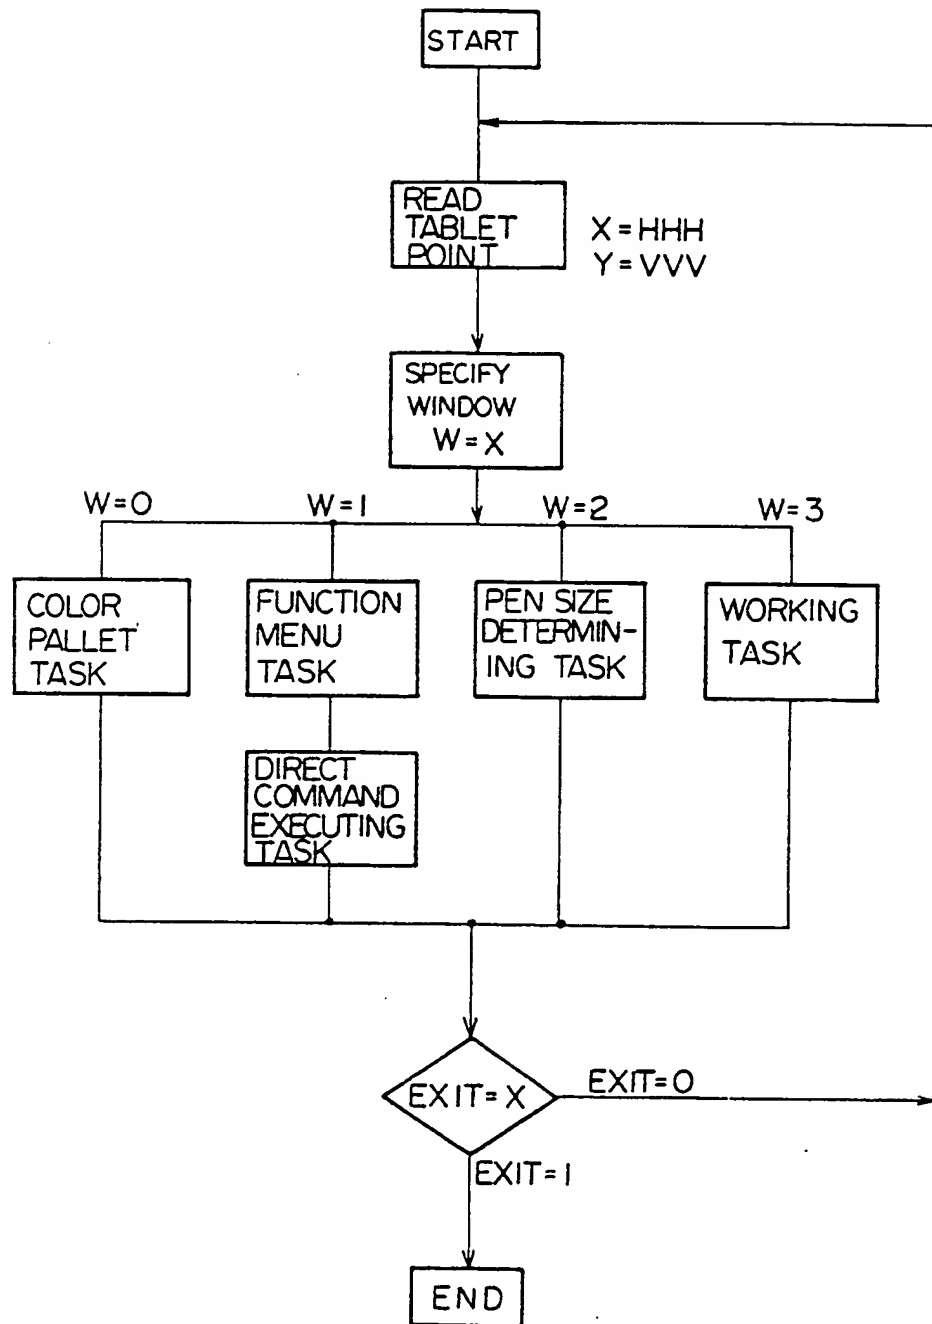 START
READ
TABLET
POINT
X=HHH
Y=VVV
SPECIFY
WINDOW
W=X
W=0
W=1
W=2
W=3
COLOR
PALLET
TASK
FUNCTION
MENU
TASK
PEN SIZE
DETERMIN-
ING TASK
WORKING
TASK
DIRECT
COMMAND
EXECUTING
TASK
EXIT=X
EXIT=0
EXIT=1
END